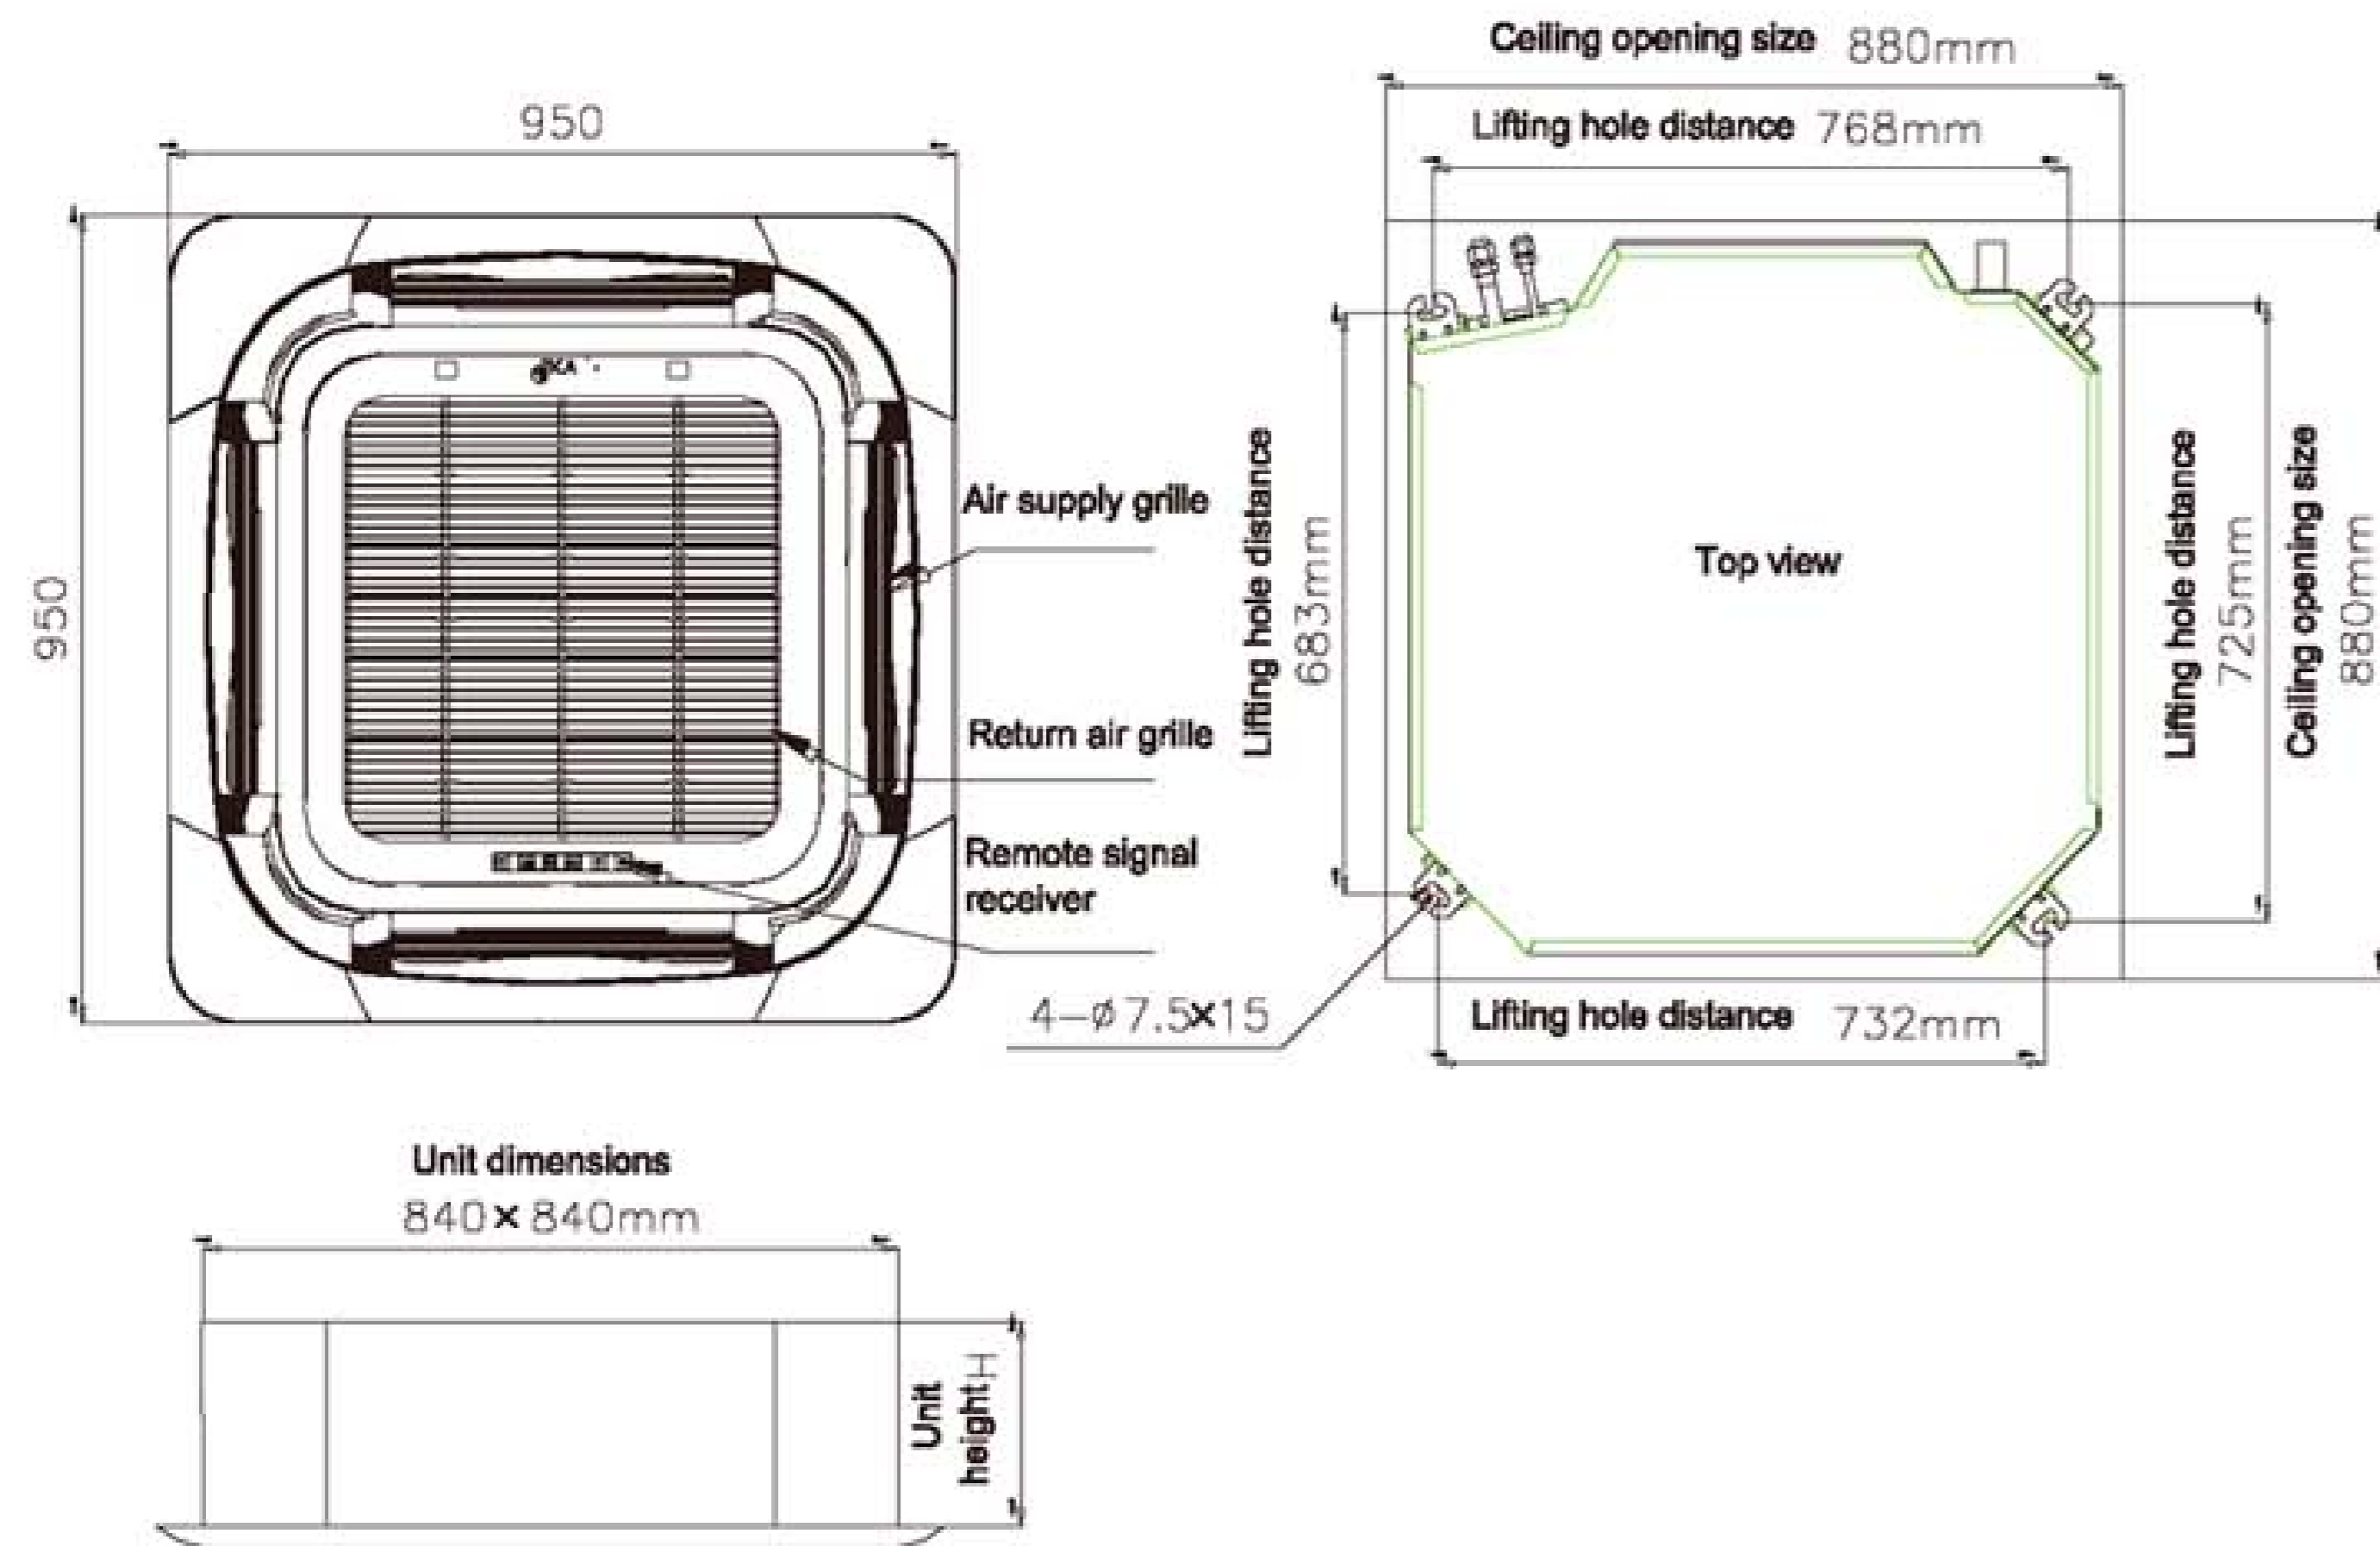 Ceiling opening size 880mm
950
Lifting hole distance 768mm
950
Air supply grille
Return air grille
Remote signal
receiver
Lifting hole distance
683mm
Top view
Lifting hole distance
725mm
Ceiling opening size
880mm
4-ϕ7.5×15
Lifting hole distance 732mm
Unit dimensions
840×840mm
Unit
height H